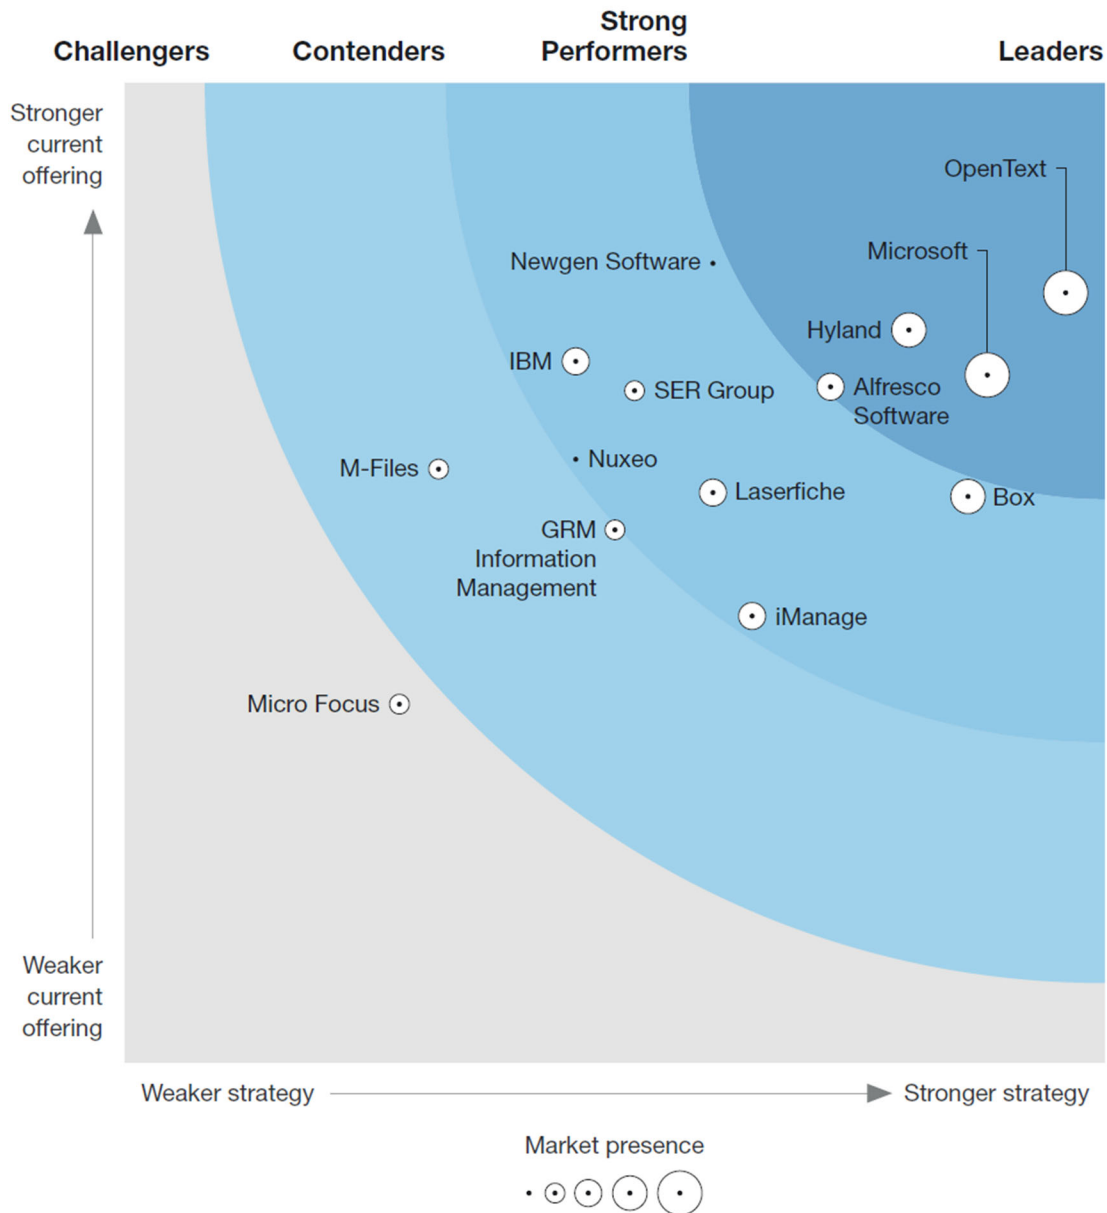 Challengers
Contenders
Strong
Performers
Leaders
Stronger
current
offering
OpenText
Microsoft
Newgen Software
Hyland
IBM
SER Group
Alfresco
Software
M-Files
Nuxeo
Laserfiche
Box
GRM
Information
Management
iManage
Micro Focus
Weaker
current
offering
Weaker strategy
Stronger strategy
Market presence